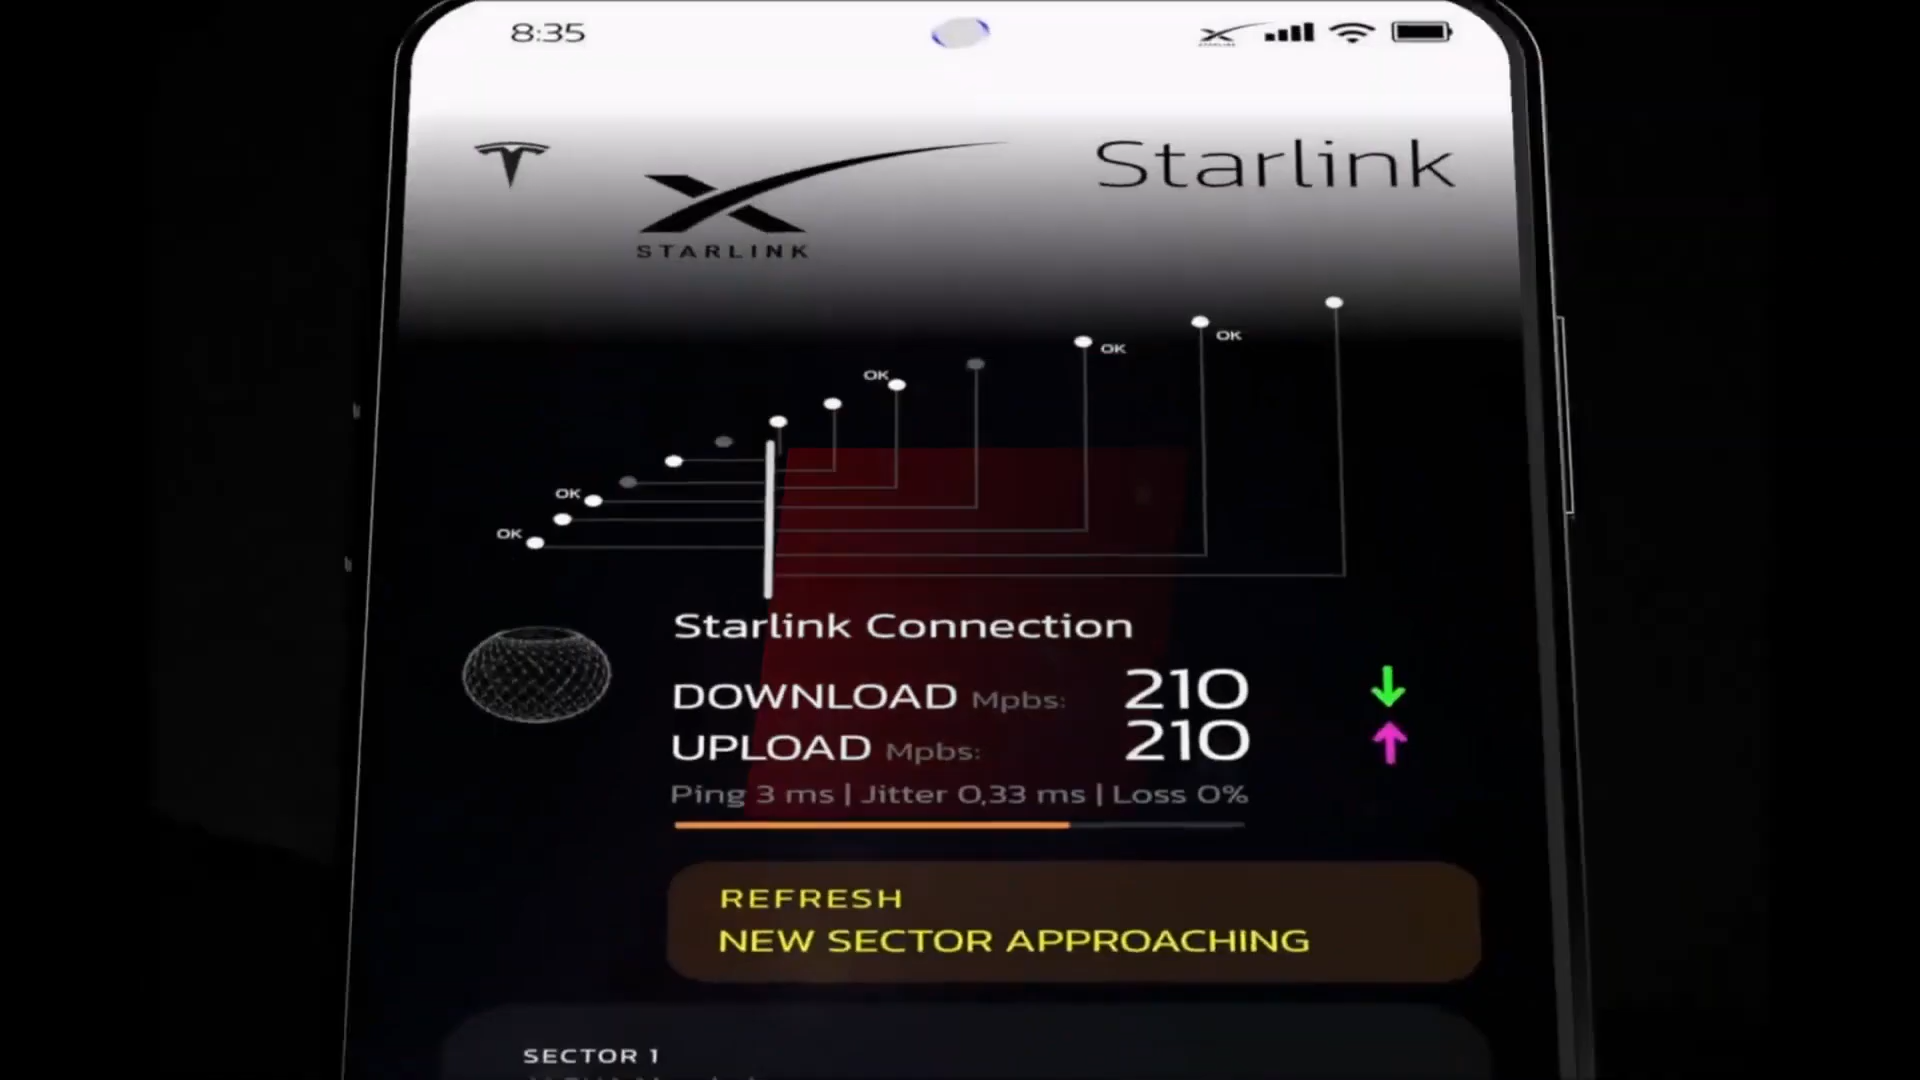 8:35
STARLINK
Starlink
OK
OK
OK
OK
OK
Starlink Connection
DOWNLOAD Mpbs: 210
UPLOAD Mpbs: 210
Ping 3 ms | Jitter 0,33 ms | Loss 0%
REFRESH
NEW SECTOR APPROACHING
SECTOR 1